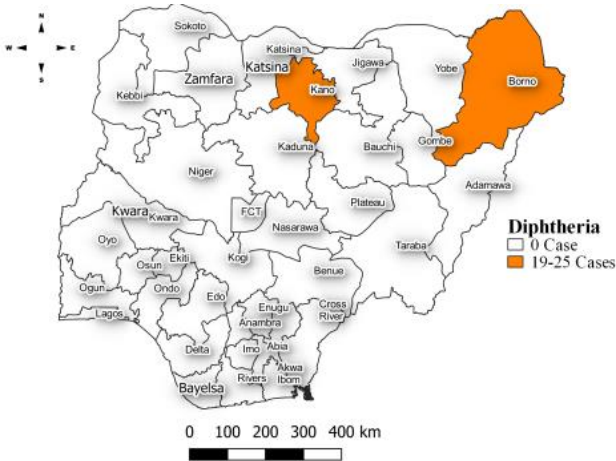 N
W E
S
Sokoto
Katsina
Katsina
Jigawa
Zamfara
Kebbi
Kano
Yobe
Borno
Kaduna
Bauchi
Gombe
Niger
Adamawa
Kwara
Kwara
FCT
Plateau
Nasarawa
Oyo
Osun
Ekiti
Kogi
Taraba
Benue
Ogun
Ondo
Edo
Lagos
Enugu
Cross
River
Anambra
Delta
Imo
Abia
Bayelsa
Rivers
Akwa
Ibom
Diphtheria
0 Case
19-25 Cases
0 100 200 300 400 km